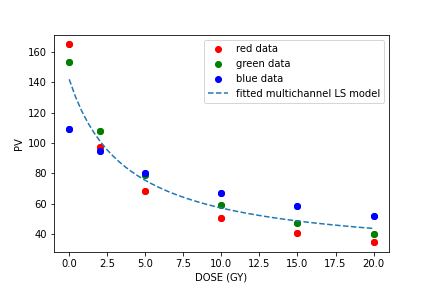 160
140
120
100
80
60
40
PV
red data
green data
blue data
fitted multichannel LS model
0.0 2.5 5.0 7.5 10.0 12.5 15.0 17.5 20.0
DOSE (GY)